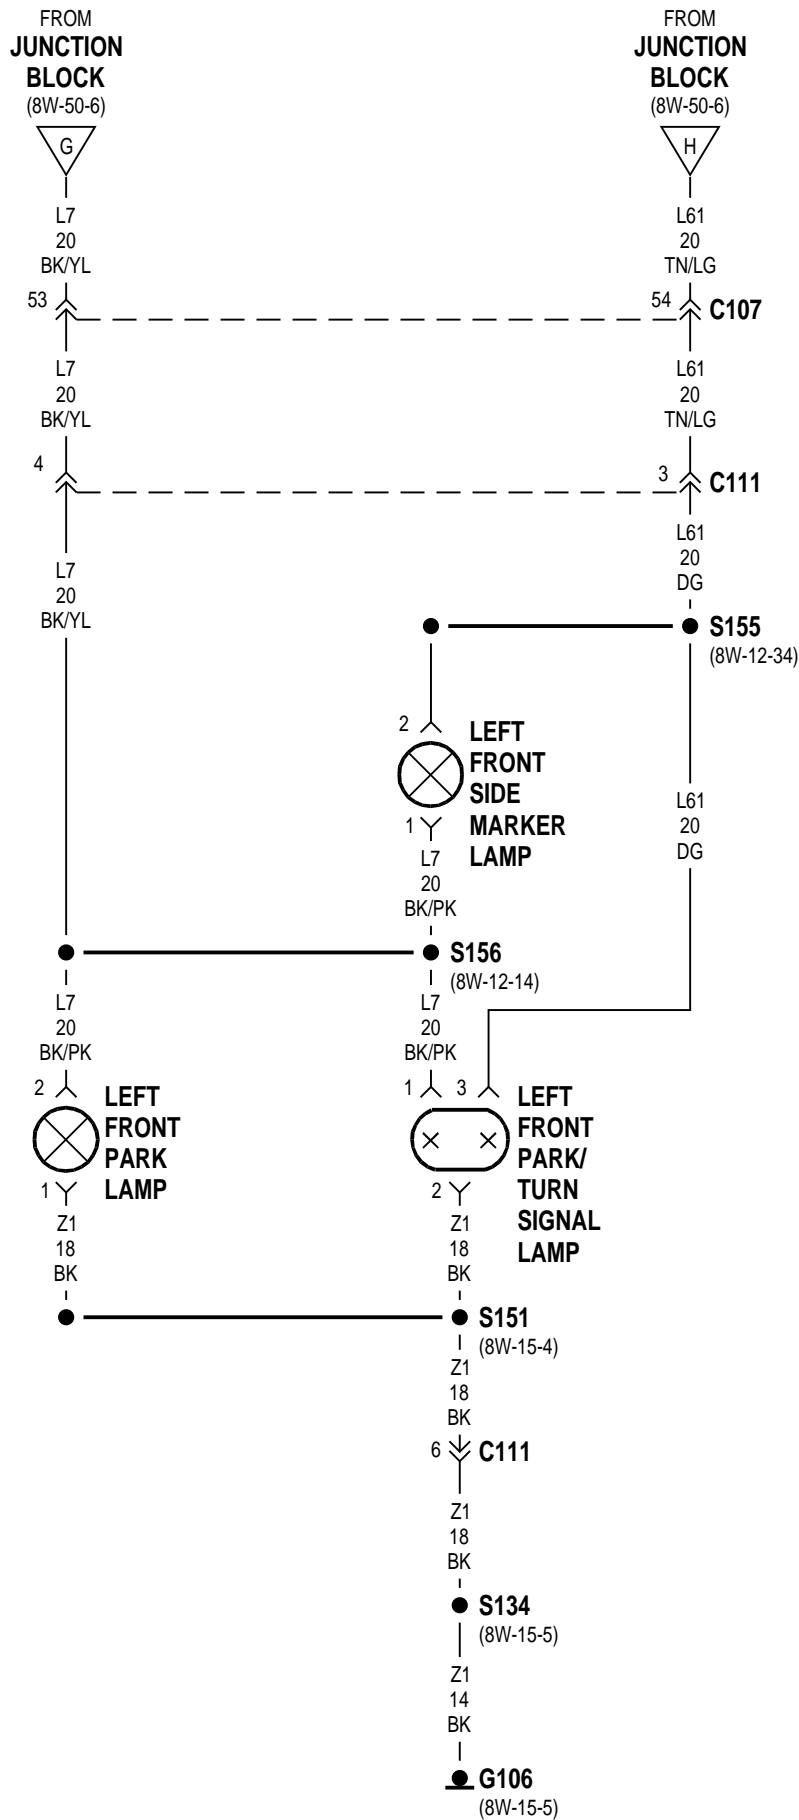 FROM
JUNCTION
BLOCK
(8W-50-6)
G
FROM
JUNCTION
BLOCK
(8W-50-6)
H
L7
20
BK/YL
L61
20
TN/LG
53
54
C107
L7
20
BK/YL
L61
20
TN/LG
4
3
C111
L61
20
DG
L7
20
BK/YL
S155
(8W-12-34)
2
LEFT
FRONT
SIDE
MARKER
LAMP
1
L7
20
BK/PK
L61
20
DG
S156
(8W-12-14)
L7
20
BK/PK
L7
20
BK/PK
2
LEFT
FRONT
PARK
LAMP
1
1
3
LEFT
FRONT
PARK/
TURN
SIGNAL
LAMP
2
Z1
18
BK
Z1
18
BK
S151
(8W-15-4)
Z1
18
BK
6
C111
Z1
18
BK
S134
(8W-15-5)
Z1
14
BK
G106
(8W-15-5)